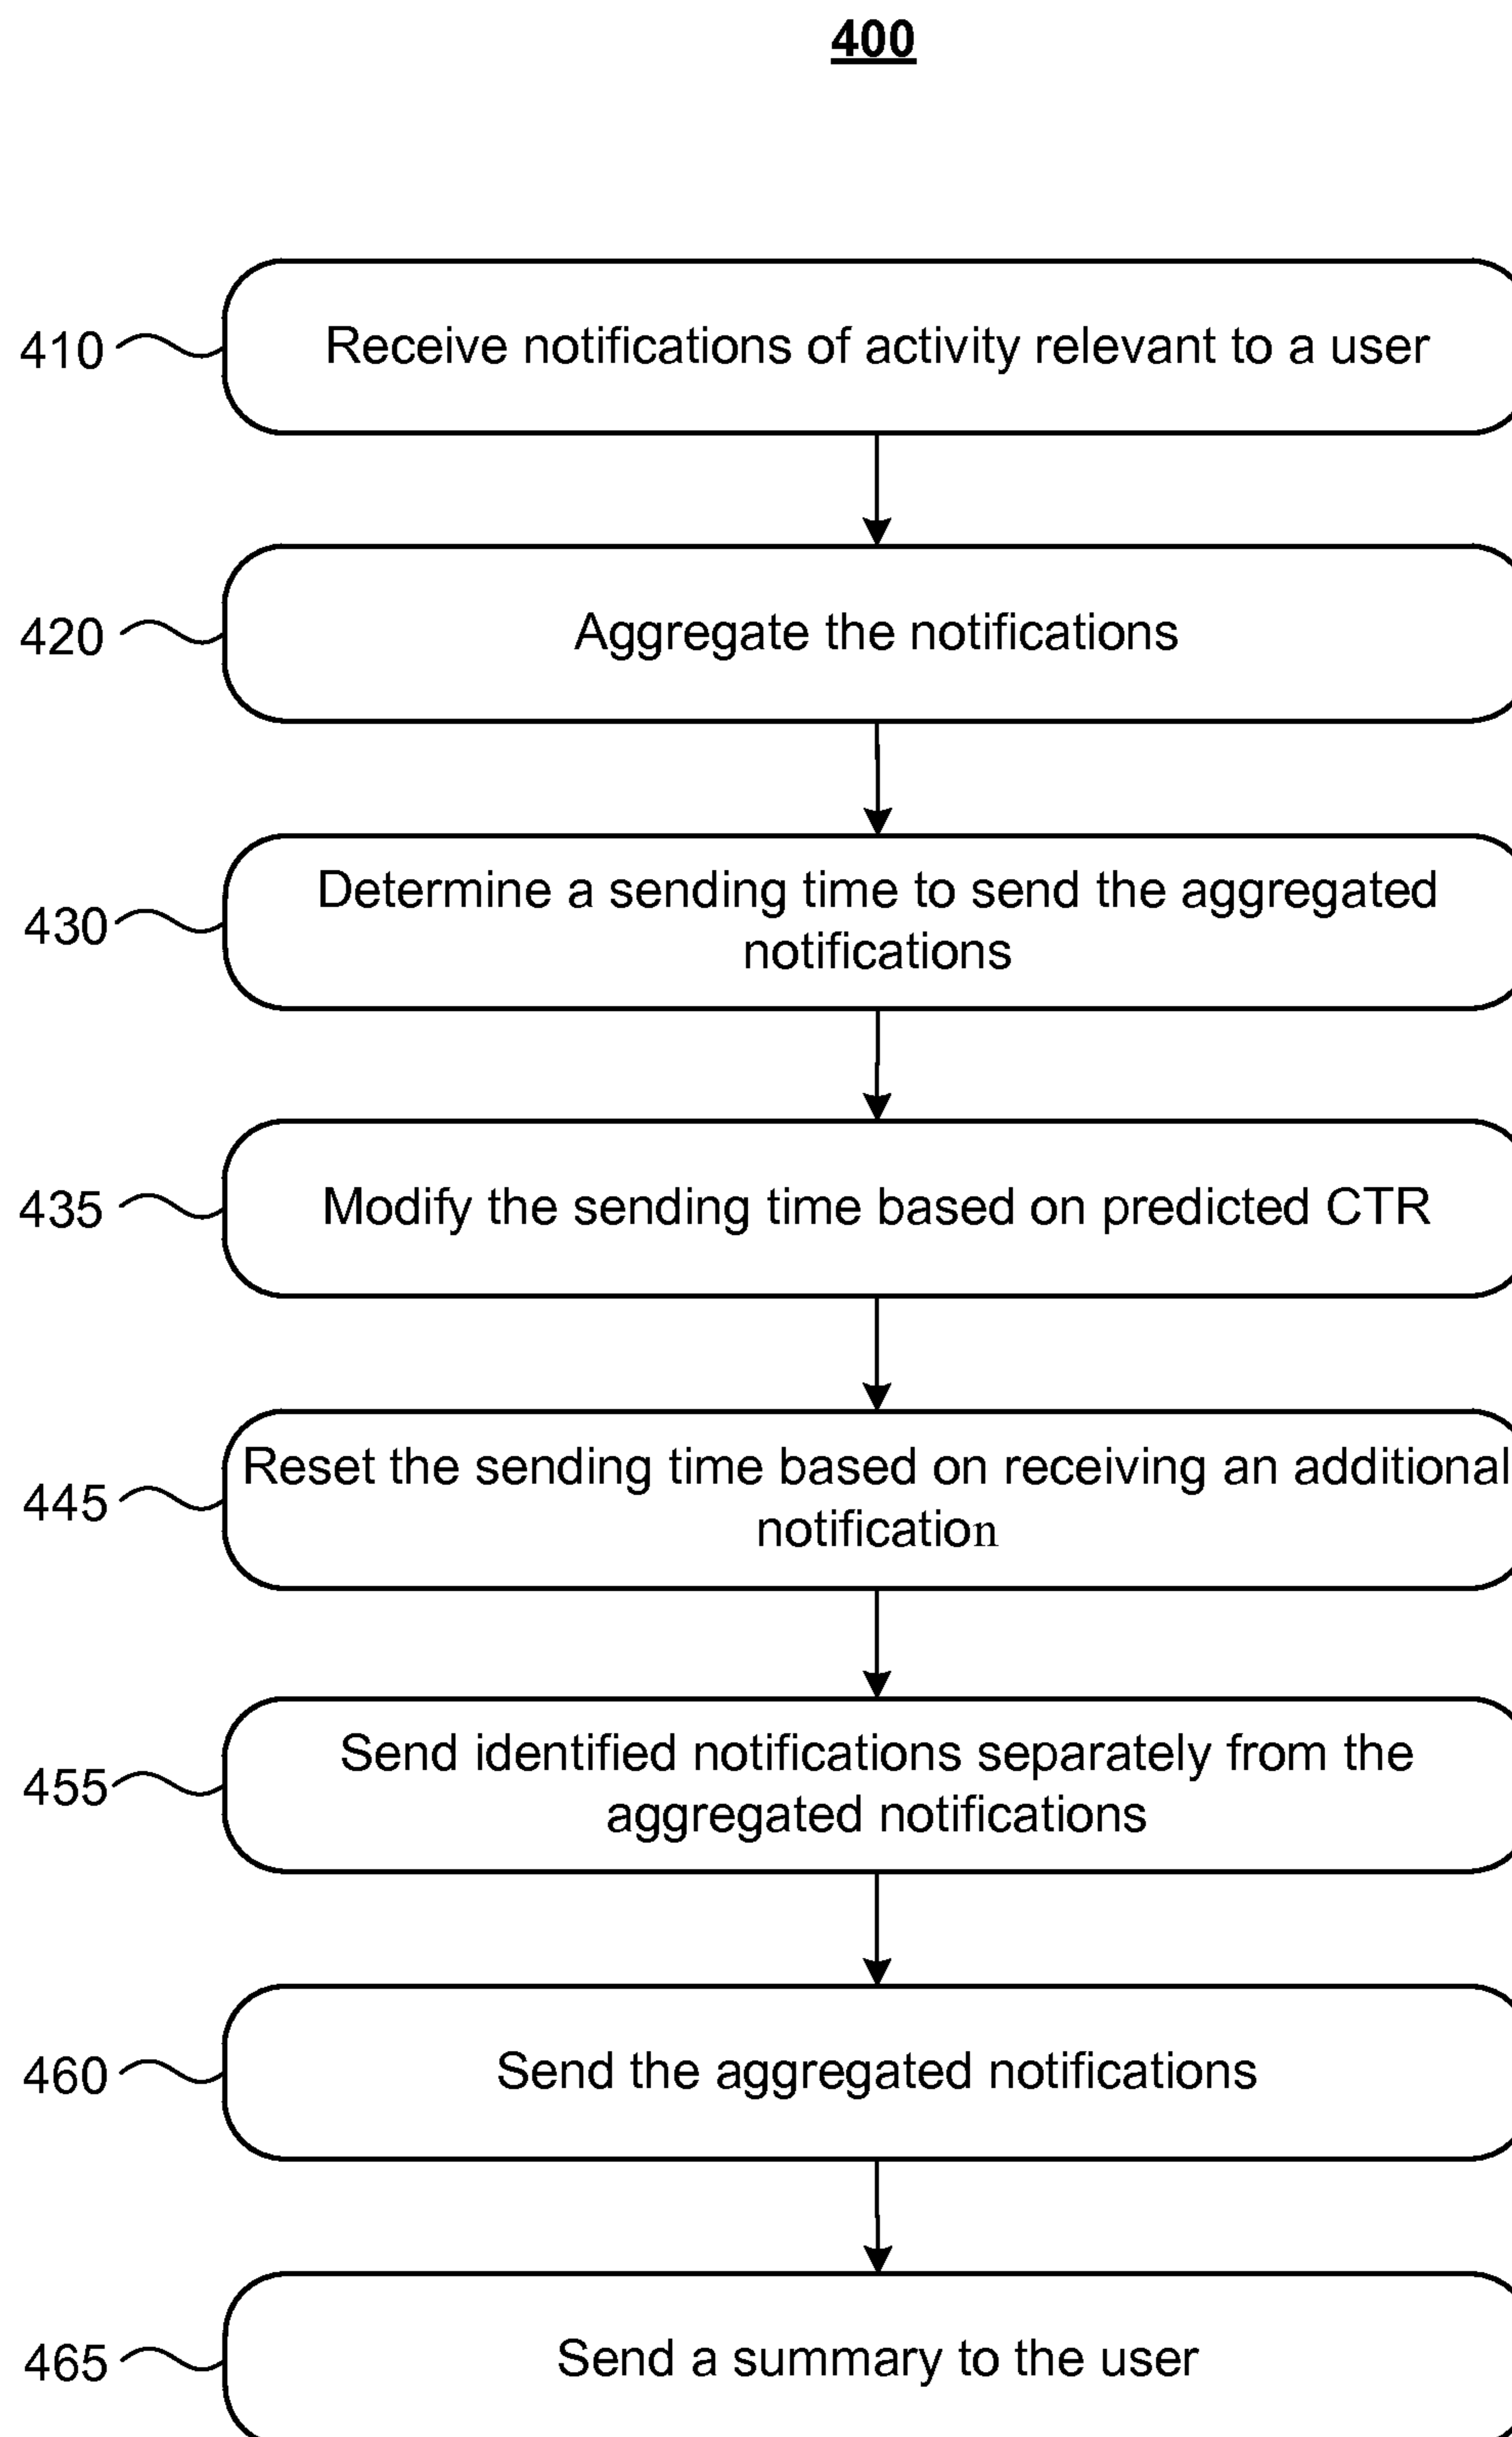 400
410
Receive notifications of activity relevant to a user
420
Aggregate the notifications
430
Determine a sending time to send the aggregated
notifications
435
Modify the sending time based on predicted CTR
445
Reset the sending time based on receiving an additional
notification
455
Send identified notifications separately from the
aggregated notifications
460
Send the aggregated notifications
465
Send a summary to the user